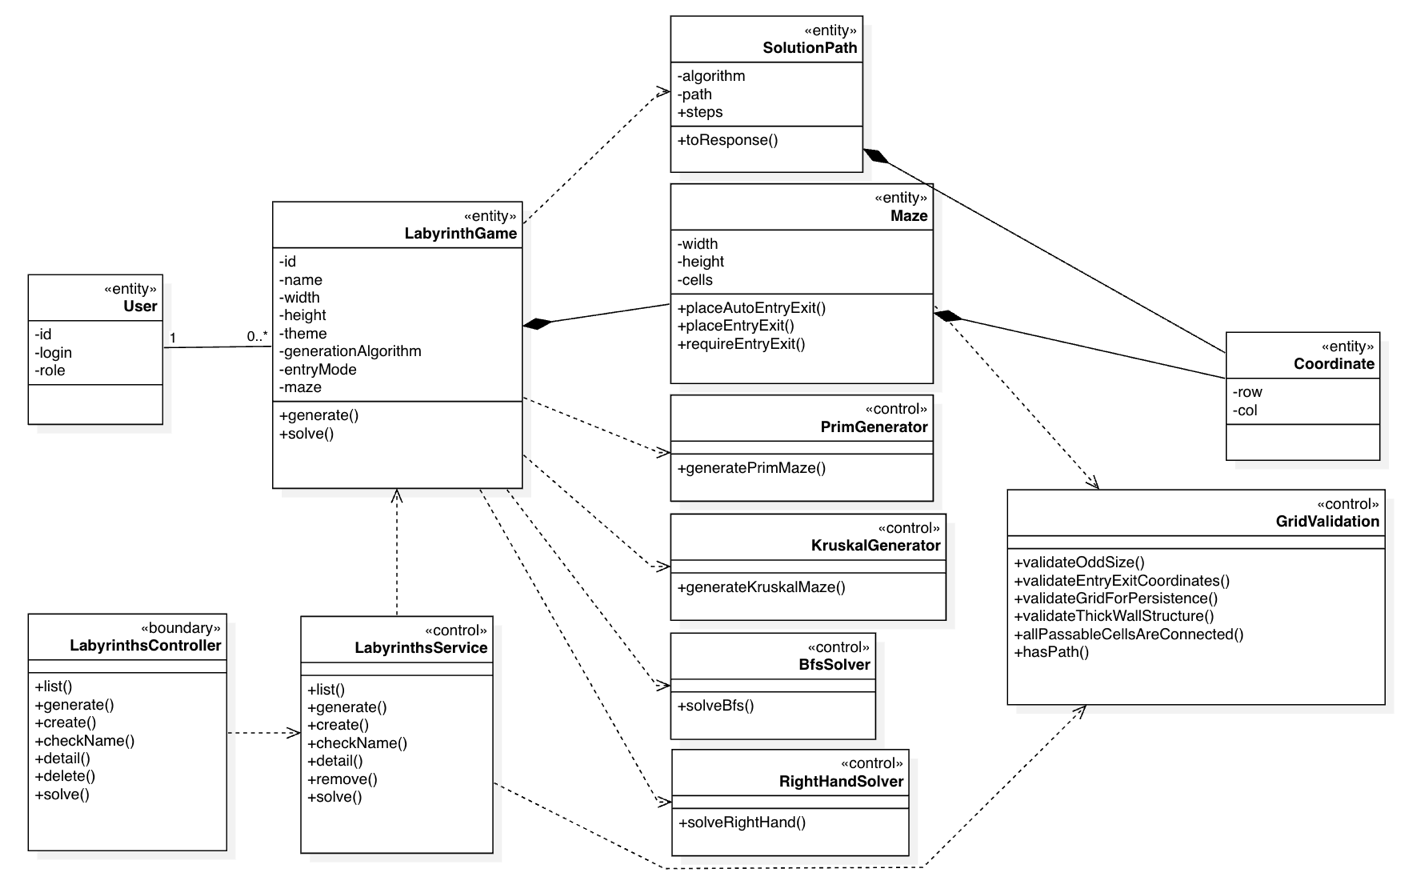 «entity»
SolutionPath
-algorithm
-path
+steps
+toResponse()
«entity»
Maze
-width
-height
-cells
+placeAutoEntryExit()
+placeEntryExit()
+requireEntryExit()
«entity»
LabyrinthGame
-id
-name
-width
-height
-theme
-generationAlgorithm
-entryMode
-maze
+generate()
+solve()
«entity»
User
-id
-login
-role
1
0..*
«entity»
Coordinate
-row
-col
«control»
PrimGenerator
+generatePrimMaze()
«control»
KruskalGenerator
+generateKruskalMaze()
«control»
GridValidation
+validateOddSize()
+validateEntryExitCoordinates()
+validateGridForPersistence()
+validateThickWallStructure()
+allPassableCellsAreConnected()
+hasPath()
«boundary»
LabyrinthsController
+list()
+generate()
+create()
+checkName()
+detail()
+delete()
+solve()
«control»
LabyrinthsService
+list()
+generate()
+create()
+checkName()
+detail()
+remove()
+solve()
«control»
BfsSolver
+solveBfs()
«control»
RightHandSolver
+solveRightHand()